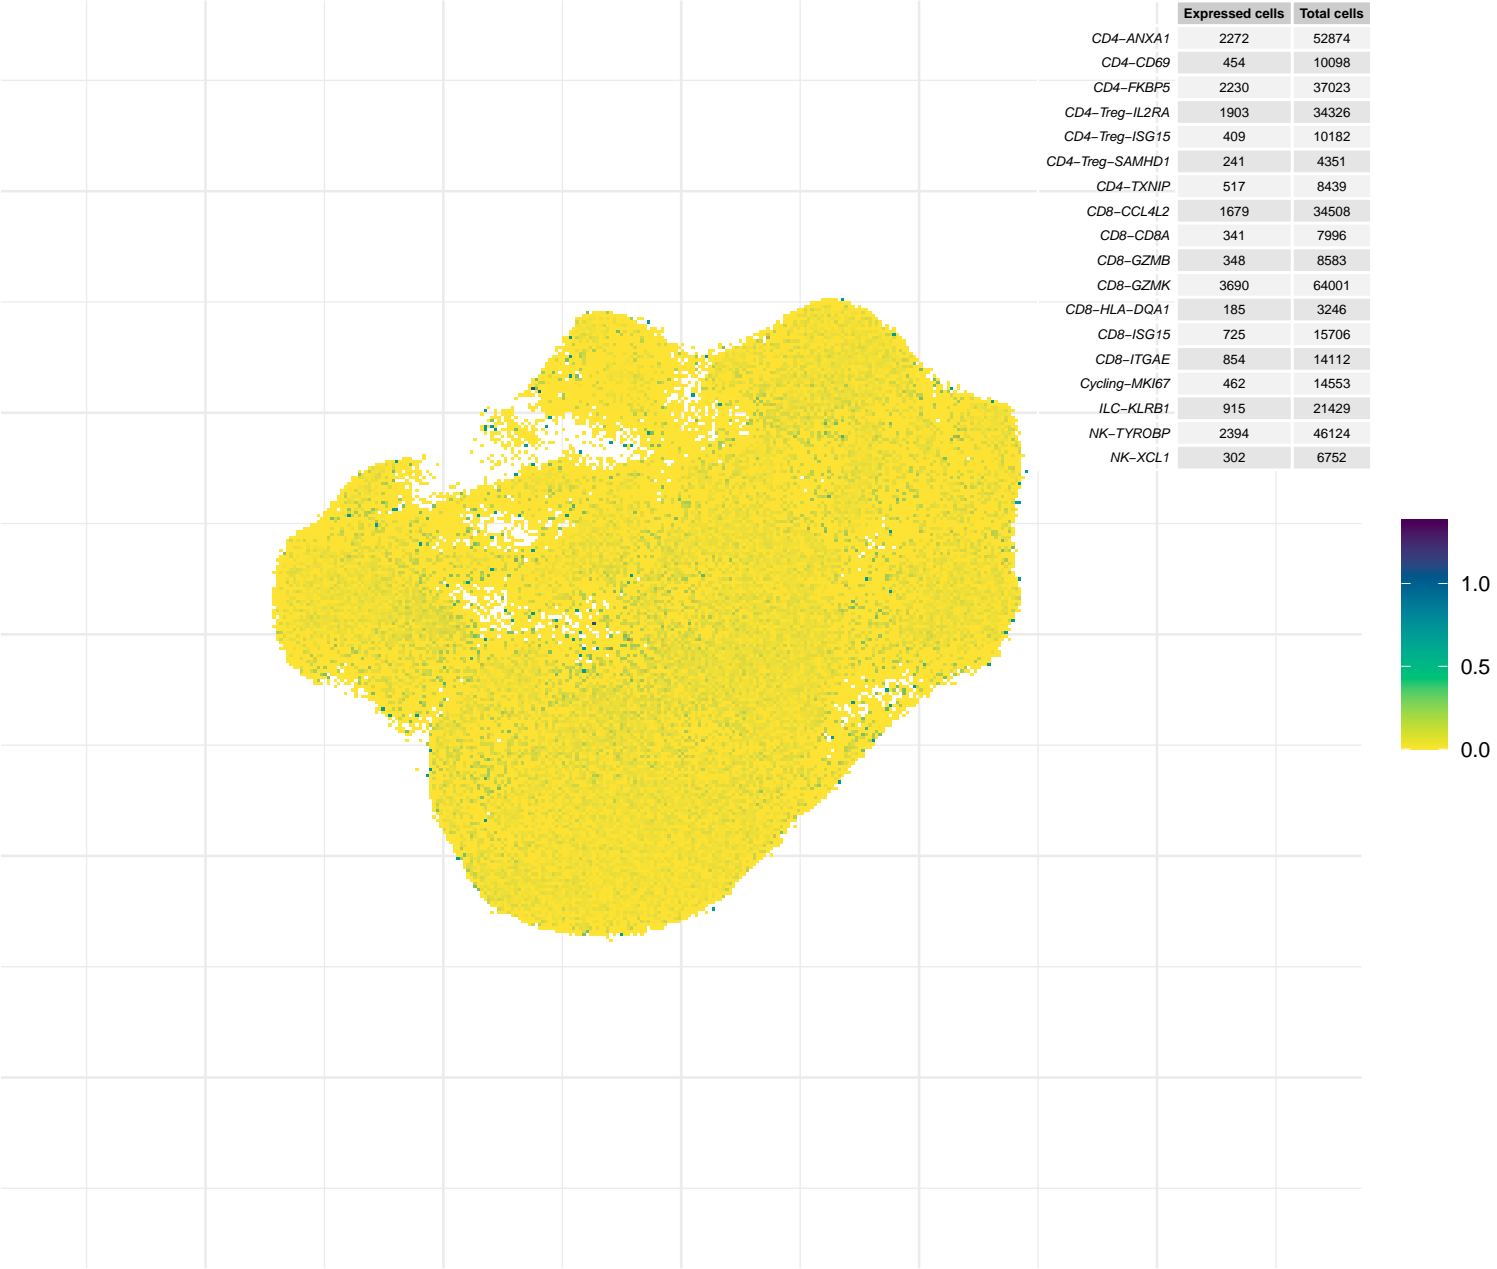 Expressed cells Total cells
CD4−ANXA1 2272 52874
CD4−CD69 454 10098
CD4−FKBP5 2230 37023
CD4−Treg−IL2RA 1903 34326
CD4−Treg−ISG15 409 10182
CD4−Treg−SAMHD1 241 4351
CD4−TXNIP 517 8439
CD8−CCL4L2 1679 34508
CD8−CD8A 341 7996
CD8−GZMB 348 8583
CD8−GZMK 3690 64001
CD8−HLA−DQA1 185 3246
CD8−ISG15 725 15706
CD8−ITGAE 854 14112
Cycling−MKI67 462 14553
ILC−KLRB1 915 21429
NK−TYROBP 2394 46124
NK−XCL1 302 6752
1.0
0.5
0.0